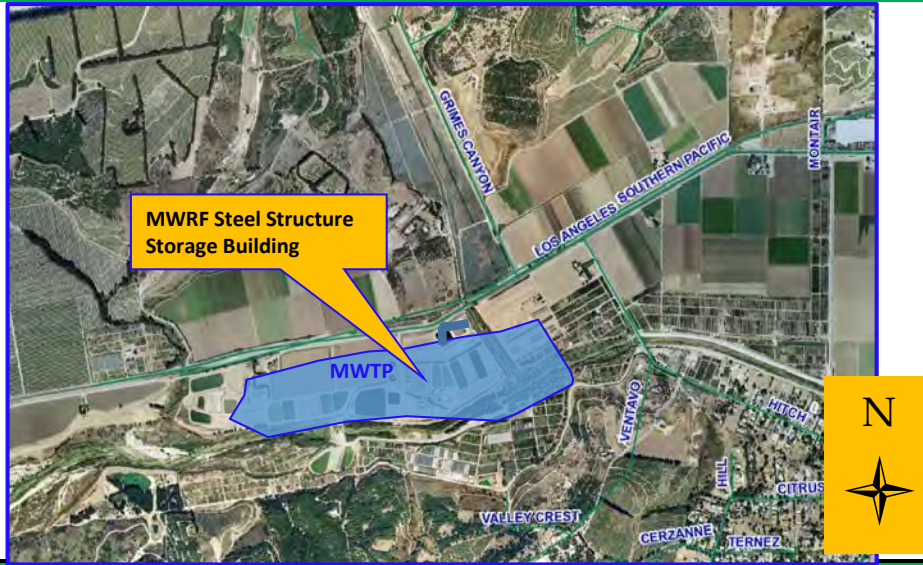 GRIMES CANYON
MONTAIR
LOS ANGELES SOUTHERN PACIFIC
MWRF Steel Structure
Storage Building
MWTP
VENTAVO
HITCH
N
HILL
CITRUS
VALLEY CREST
CERZANNE
TERNEZ